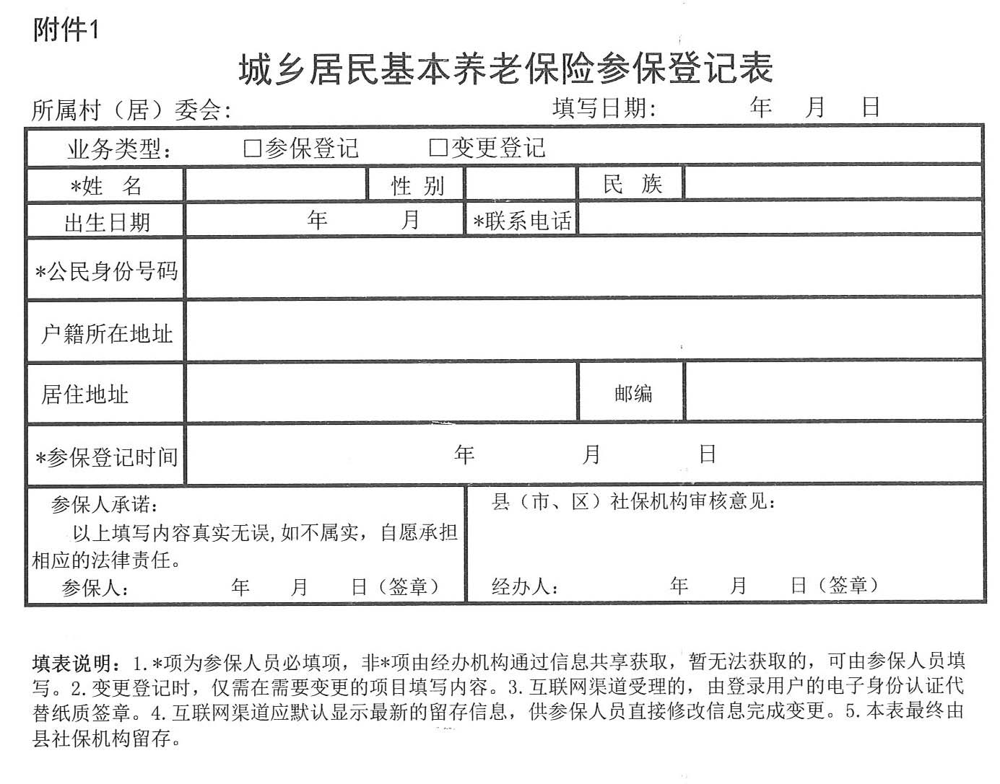 附件1
城乡居民基本养老保险参保登记表
所属村（居）委会: 填写日期: 年 月 日
业务类型: □参保登记 □变更登记
*姓 名 性 别 民 族
出生日期 年 月 *联系电话
*公民身份号码
户籍所在地址
居住地址 邮编
*参保登记时间 年 月 日
参保人承诺:
以上填写内容真实无误,如不属实，自愿承担
相应的法律责任。
参保人: 年 月 日（签章）
县（市、区）社保机构审核意见:
经办人: 年 月 日（签章）
填表说明: 1.*项为参保人员必填项，非*项由经办机构通过信息共享获取，暂无法获取的，可由参保人员填
写。2.变更登记时，仅需在需要变更的项目填写内容。3.互联网渠道受理的，由登录用户的电子身份认证代
替纸质签章。4.互联网渠道应默认显示最新的留存信息，供参保人员直接修改信息完成变更。5.本表最终由
县社保机构留存。